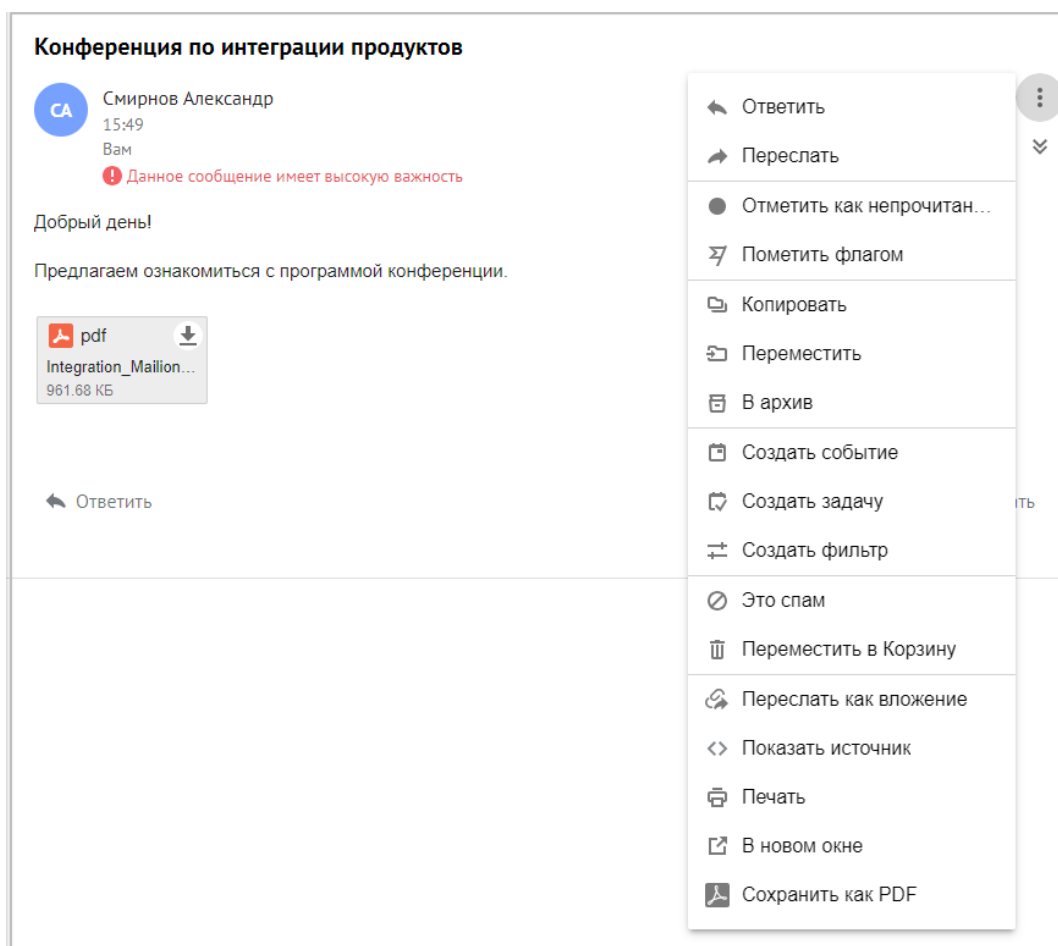 Конференция по интеграции продуктов
СА
Смирнов Александр
15:49
Вам
Данное сообщение имеет высокую важность
Добрый день!
Предлагаем ознакомиться с программой конференции.
pdf
Integration_Mailion...
961.68 КБ
Ответить
ть
Ответить
Переслать
Отметить как непрочитан...
Пометить флагом
Копировать
Переместить
В архив
Создать событие
Создать задачу
Создать фильтр
Это спам
Переместить в Корзину
Переслать как вложение
Показать источник
Печать
В новом окне
Сохранить как PDF